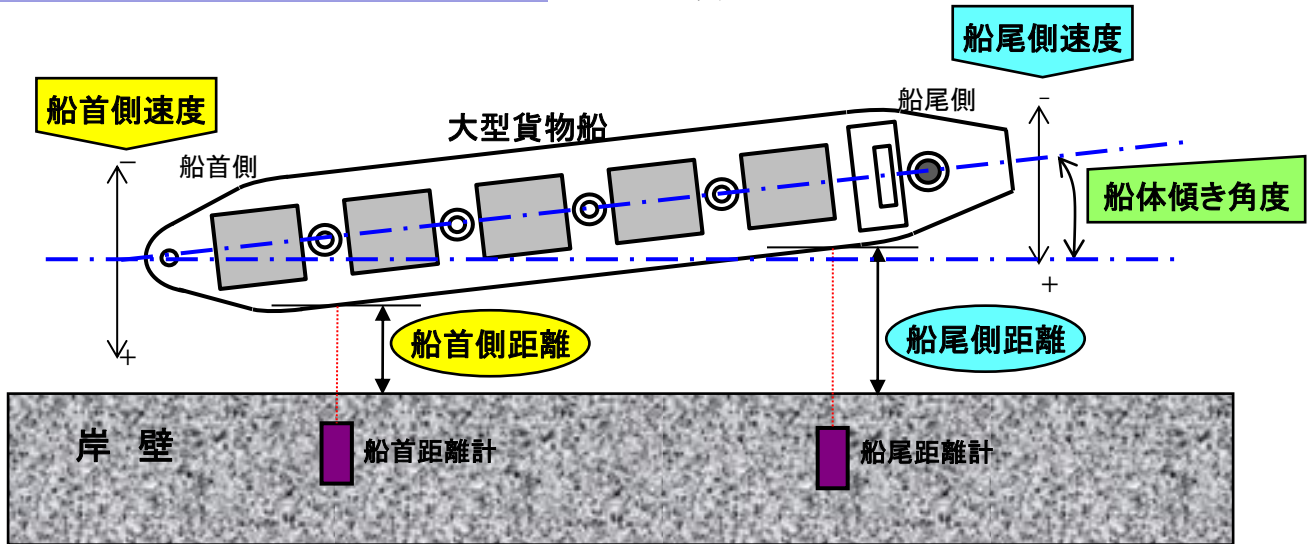 船尾側速度
船首側速度
船尾側
−
大型貨物船
−
船首側
船体傾き角度
+
船首側距離
船尾側距離
+
岸 壁
船首距離計
船尾距離計